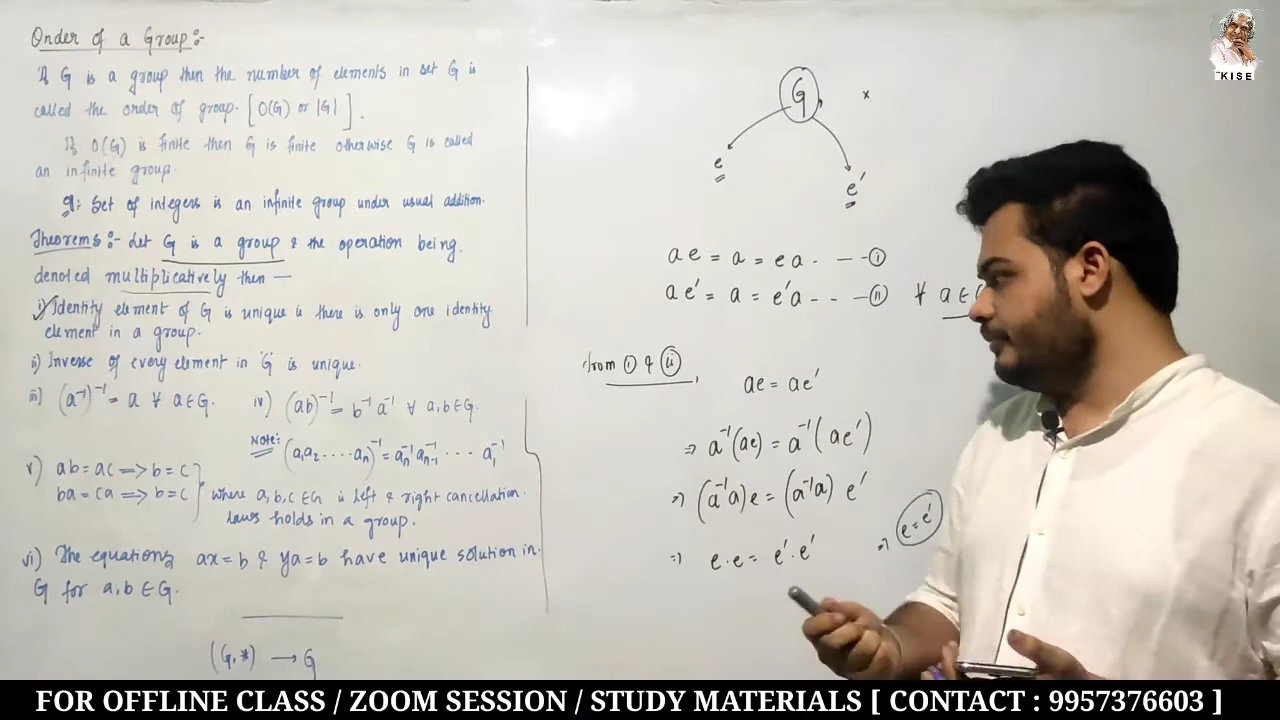 Order of a Group:-
If G is a group then the number of elements in set G is
called the order of group. [O(G) or |G|].
If O(G) is finite then G is finite otherwise G is called
an infinite group.
eg: Set of integers is an infinite group under usual addition.
Theorems:- Let G is a group & the operation being
denoted multiplicatively then —
i) Identity element of G is unique ie there is only one identity
element in a group.
ii) Inverse of every element in 'G' is unique.
iii) (a⁻¹)⁻¹ = a ∀ a∈G. iv) (ab)⁻¹ = b⁻¹a⁻¹ ∀ a,b∈G.
Note: (a₁a₂ ..... aₙ)⁻¹ = aₙ⁻¹ aₙ₋₁⁻¹ ... a₁⁻¹
v) ab = ac ⟹ b = c
ba = ca ⟹ b = c } where a,b,c ∈ G ie left & right cancellation
laws holds in a group.
vi) The equations ax = b & ya = b have unique solution in
G for a,b ∈ G.
(G,*) → G
G, ×
e e′
ae = a = ea. — - (i)
ae′ = a = e′a - - - (ii) ∀ a ∈
from (i) & (ii),
ae = ae′
⇒ a⁻¹(ae) = a⁻¹(ae′)
⇒ (a⁻¹a)e = (a⁻¹a) e′
⇒ e.e = e′.e′ ⇒ e = e′
KISE
FOR OFFLINE CLASS / ZOOM SESSION / STUDY MATERIALS [ CONTACT : 9957376603 ]